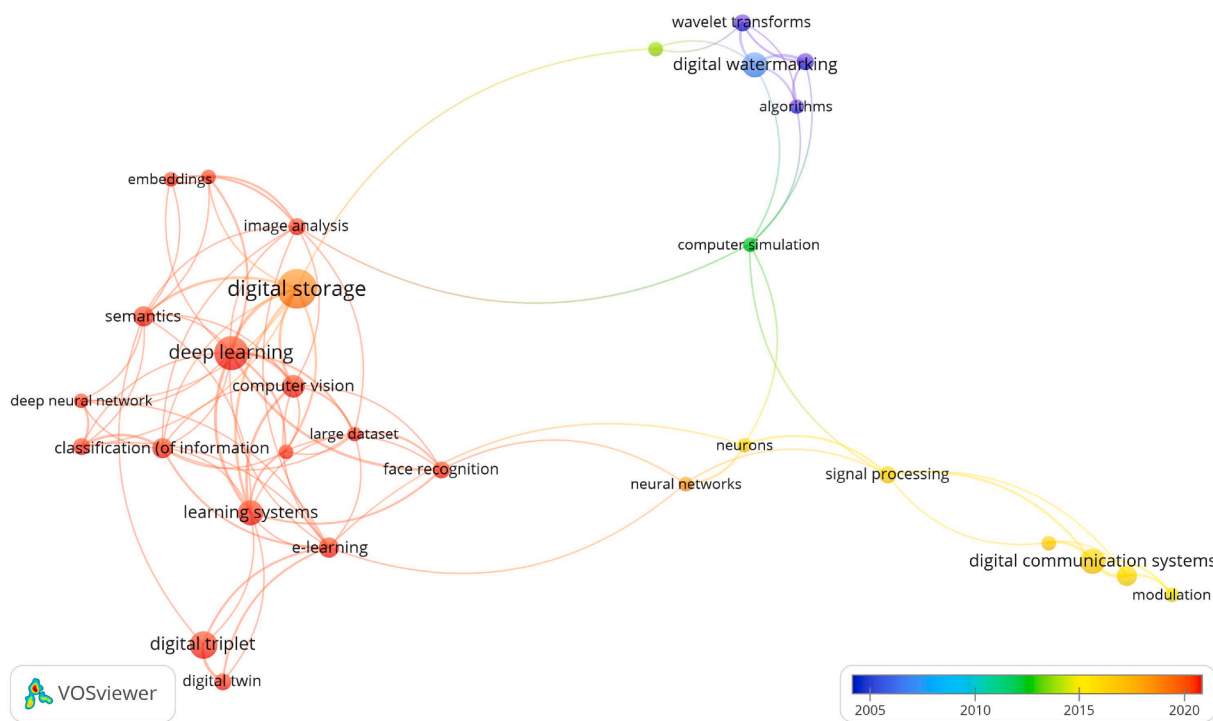 wavelet transforms
digital watermarking
algorithms
embeddings
image analysis
computer simulation
digital storage
semantics
deep learning
computer vision
deep neural network
large dataset
classification (of information
neurons
face recognition
signal processing
neural networks
learning systems
e-learning
digital communication systems
modulation
digital triplet
digital twin
VOSviewer
2005 2010 2015 2020